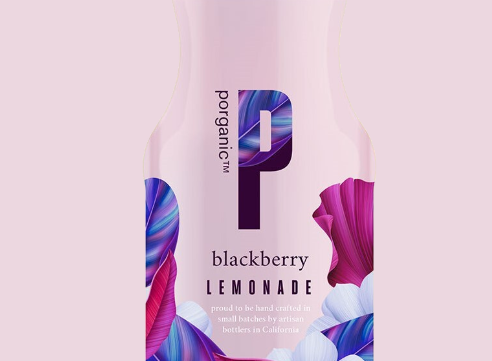 porganic™
P
blackberry
LEMONADE
proud to be hand crafted in
small batches by artisan
bottlers in California